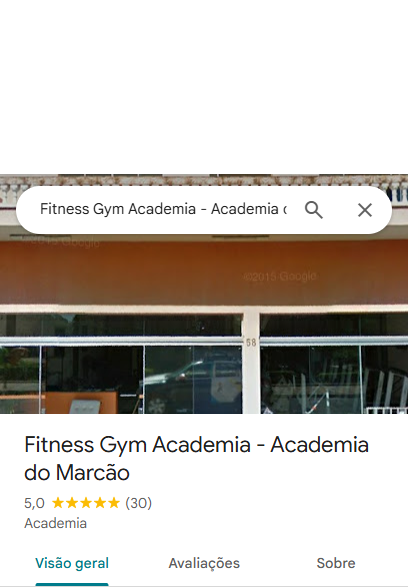 Fitness Gym Academia - Academia
©2015 Google
©2015 Google
58
Fitness Gym Academia - Academia
do Marcão
5,0 (30)
Academia
Visão geral Avaliações Sobre